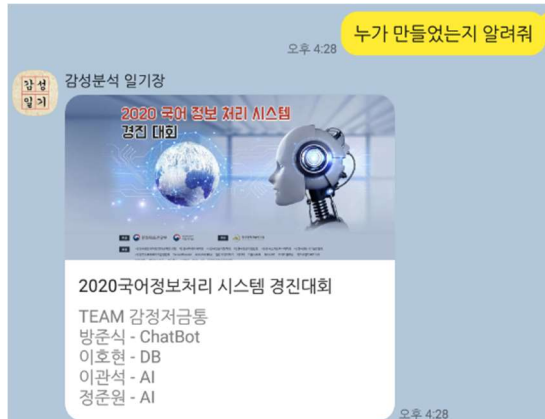 누가 만들었는지 알려줘
오후 4:28
감성
일기
감성분석 일기장
2020 국어 정보 처리 시스템
경진 대회
2020국어정보처리 시스템 경진대회
TEAM 감정저금통
방준식 - ChatBot
이호현 - DB
이관석 - AI
정준원 - AI
오후 4:28